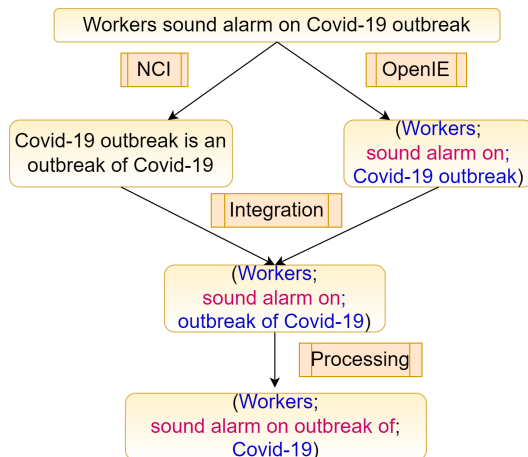 Workers sound alarm on Covid-19 outbreak
NCI
OpenIE
Covid-19 outbreak is an
outbreak of Covid-19
(Workers;
sound alarm on;
Covid-19 outbreak)
Integration
(Workers;
sound alarm on;
outbreak of Covid-19)
Processing
(Workers;
sound alarm on outbreak of;
Covid-19)